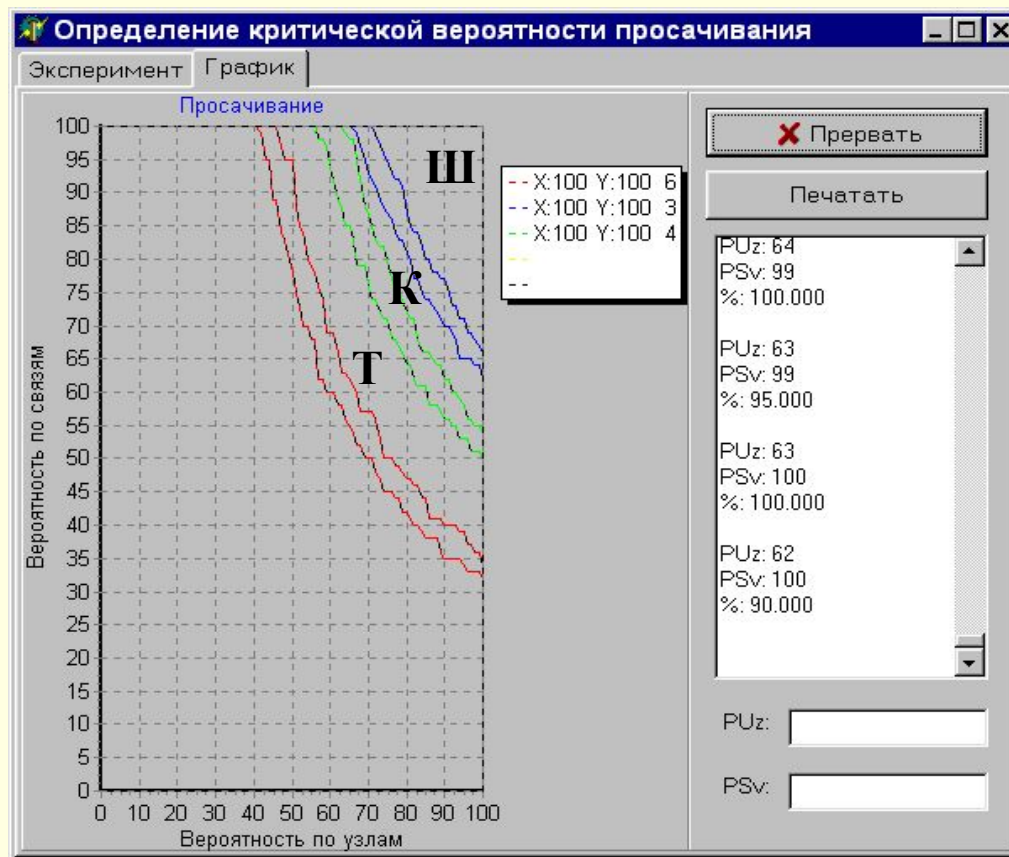 Определение критической вероятности просачивания
Эксперимент График
Просачивание
Вероятность по связям
100
95
90
85
80
75
70
65
60
55
50
45
40
35
30
25
20
15
10
5
0
0 10 20 30 40 50 60 70 80 90 100
Вероятность по узлам
Ш
К
Т
X:100 Y:100 6
X:100 Y:100 3
X:100 Y:100 4
Прервать
Печатать
PUz: 64
PSv: 99
%: 100.000
PUz: 63
PSv: 99
%: 95.000
PUz: 63
PSv: 100
%: 100.000
PUz: 62
PSv: 100
%: 90.000
PUz:
PSv: